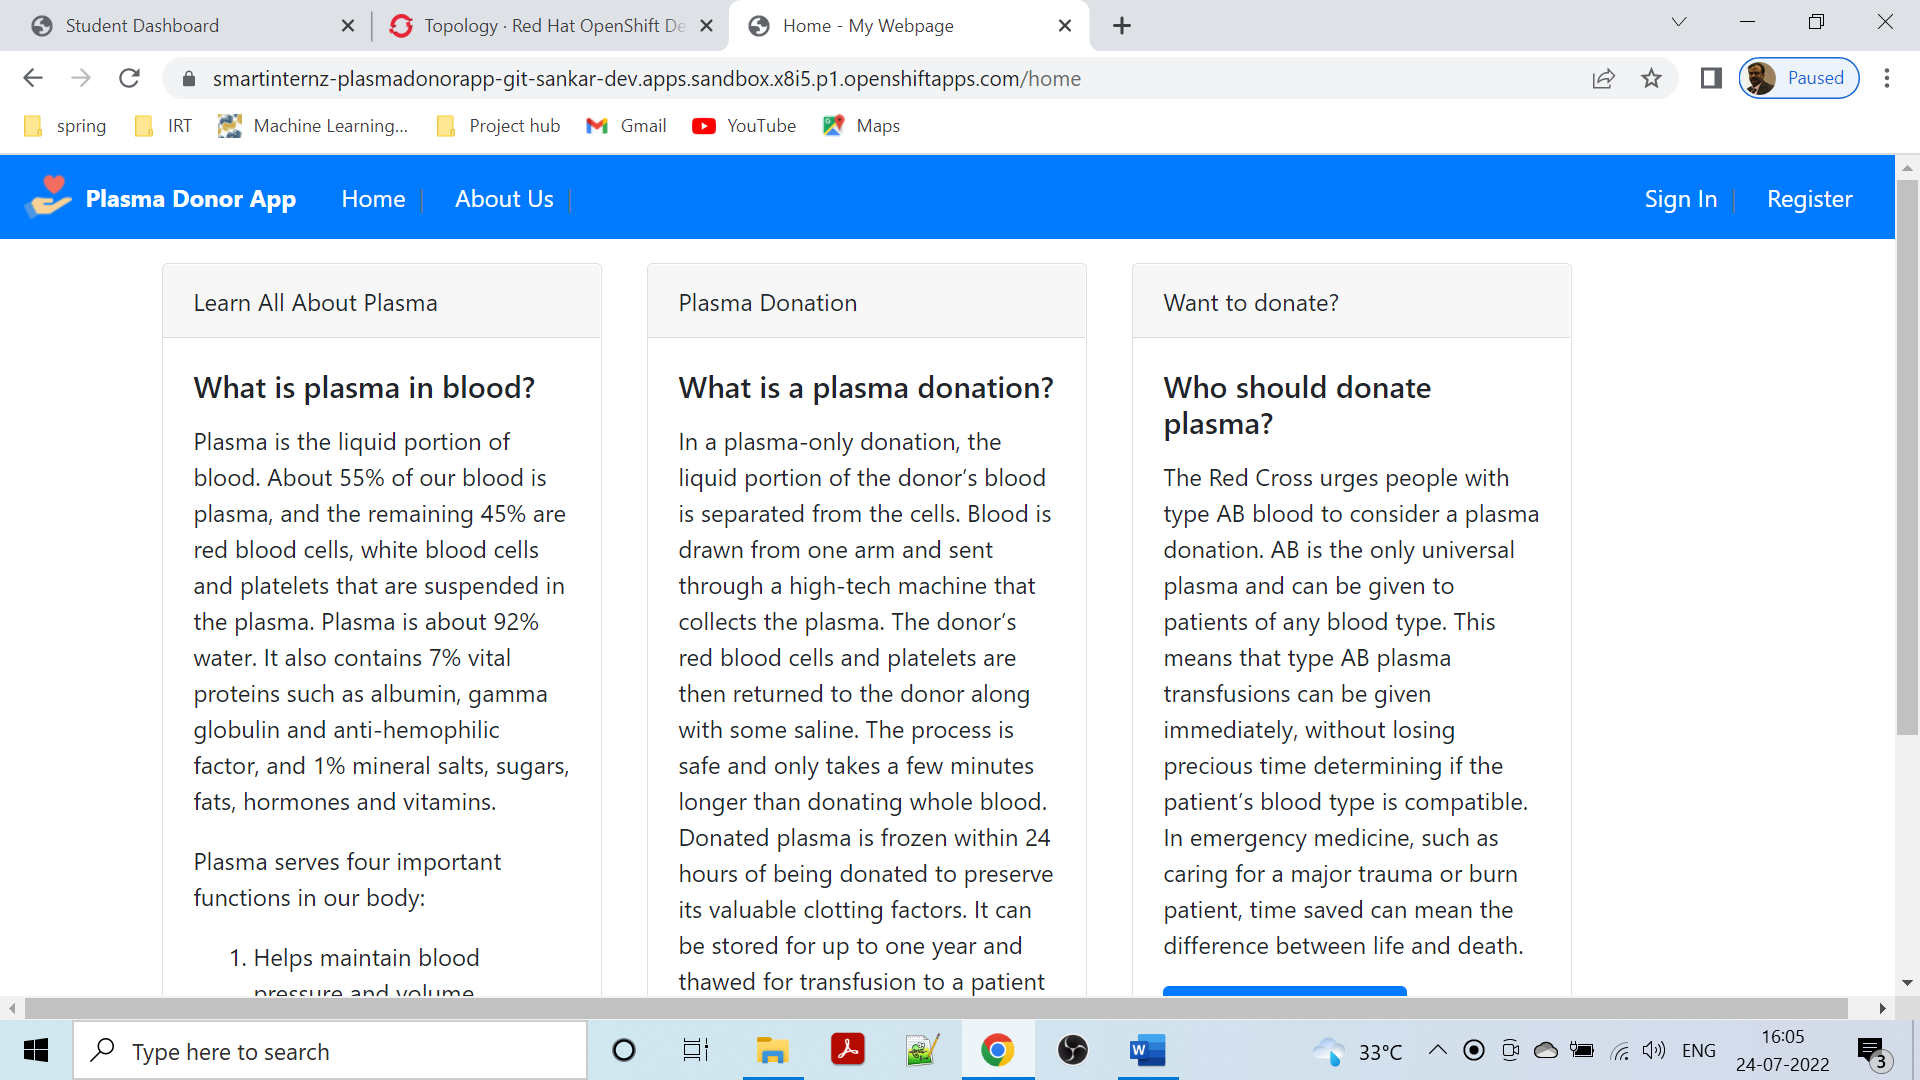 Student Dashboard
Topology · Red Hat OpenShift De
Home - My Webpage
smartinternz-plasmadonorapp-git-sankar-dev.apps.sandbox.x8i5.p1.openshiftapps.com/home
Paused
spring
IRT
Machine Learning...
Project hub
Gmail
YouTube
Maps
Plasma Donor App
Home
About Us
Sign In
Register
Learn All About Plasma
What is plasma in blood?
Plasma is the liquid portion of
blood. About 55% of our blood is
plasma, and the remaining 45% are
red blood cells, white blood cells
and platelets that are suspended in
the plasma. Plasma is about 92%
water. It also contains 7% vital
proteins such as albumin, gamma
globulin and anti-hemophilic
factor, and 1% mineral salts, sugars,
fats, hormones and vitamins.
Plasma serves four important
functions in our body:
1. Helps maintain blood
pressure and volume
Plasma Donation
What is a plasma donation?
In a plasma-only donation, the
liquid portion of the donor’s blood
is separated from the cells. Blood is
drawn from one arm and sent
through a high-tech machine that
collects the plasma. The donor’s
red blood cells and platelets are
then returned to the donor along
with some saline. The process is
safe and only takes a few minutes
longer than donating whole blood.
Donated plasma is frozen within 24
hours of being donated to preserve
its valuable clotting factors. It can
be stored for up to one year and
thawed for transfusion to a patient
Want to donate?
Who should donate
plasma?
The Red Cross urges people with
type AB blood to consider a plasma
donation. AB is the only universal
plasma and can be given to
patients of any blood type. This
means that type AB plasma
transfusions can be given
immediately, without losing
precious time determining if the
patient’s blood type is compatible.
In emergency medicine, such as
caring for a major trauma or burn
patient, time saved can mean the
difference between life and death.
Type here to search
W
33°C
ENG
16:05
24-07-2022
3